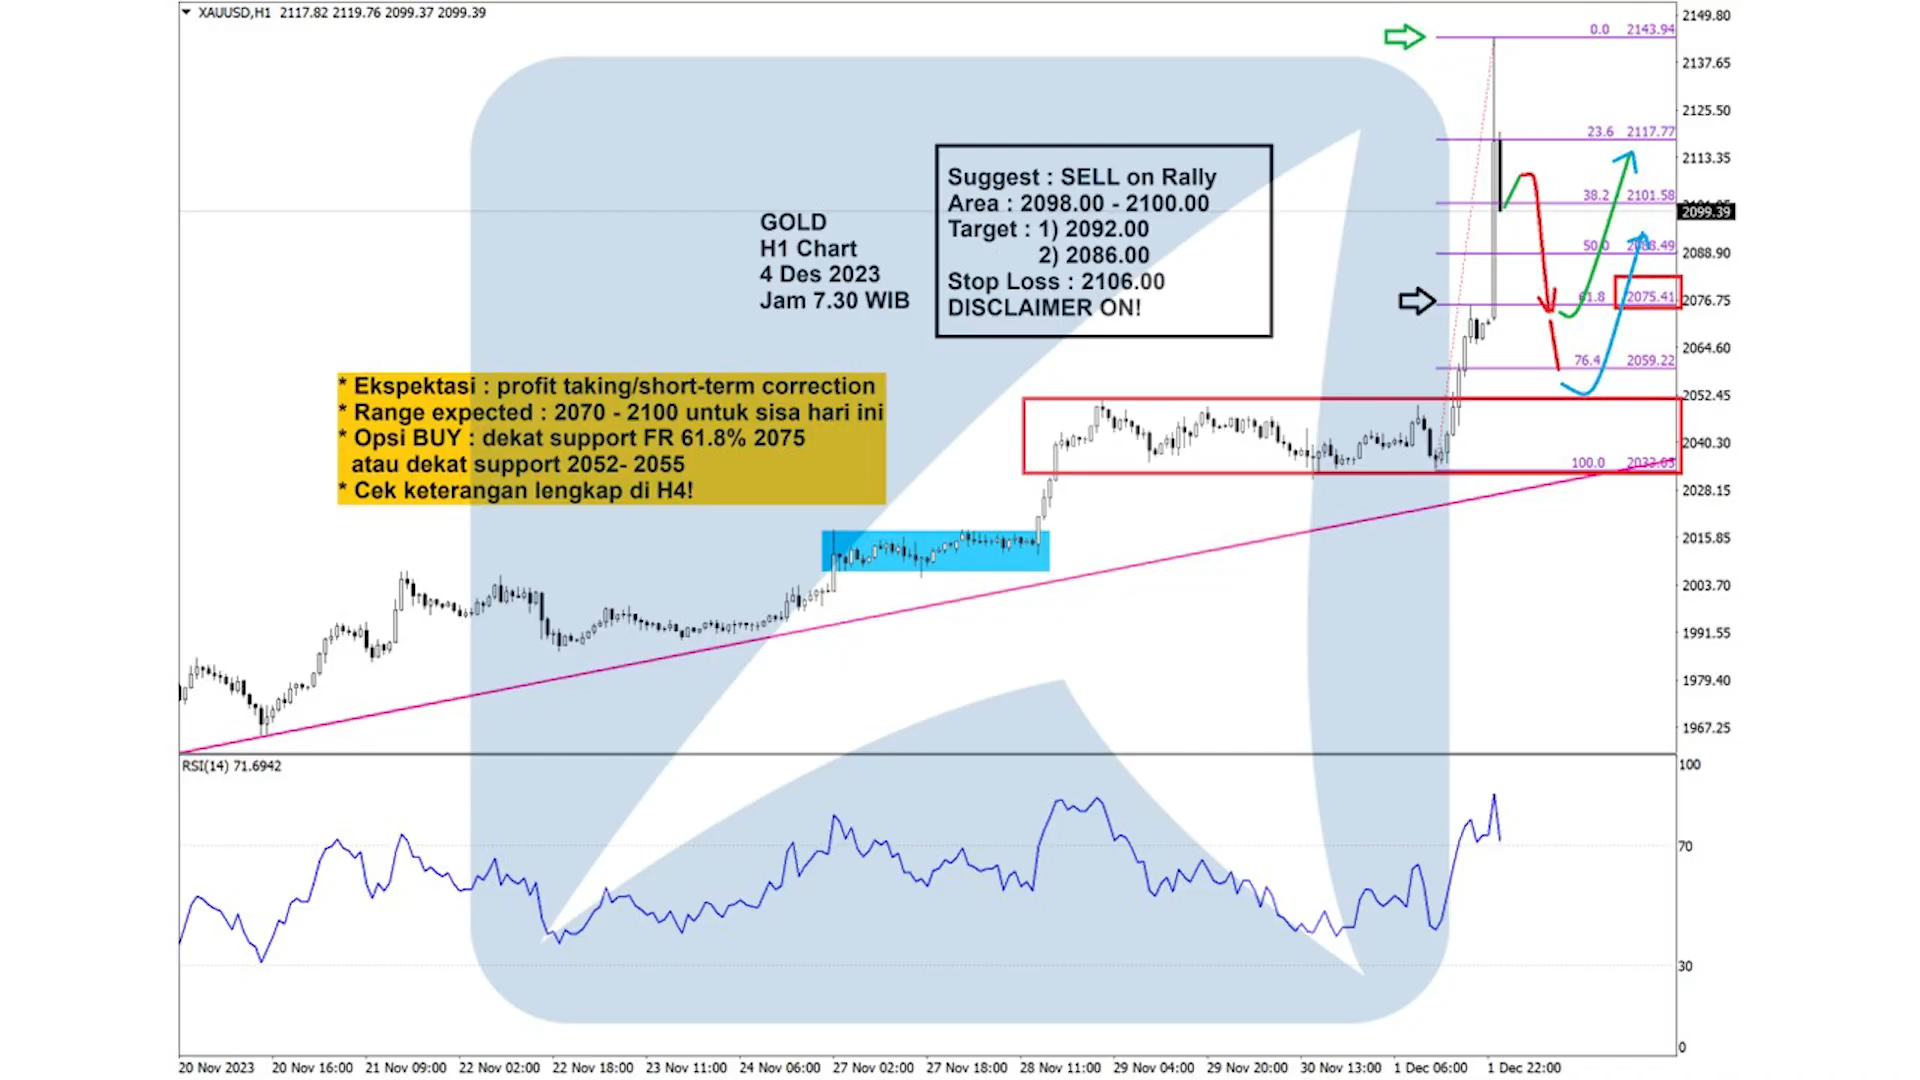 XAUUSD,H1 2117.82 2119.76 2099.37 2099.39
2149.80
0.0 2143.94
2137.65
2125.50
23.6 2117.77
2113.35
38.2 2101.58
2099.39
50.0
2088.90
61.8 2075.41
2076.75
2064.60
76.4 2059.22
2052.45
2040.30
100.0
2028.15
2015.85
2003.70
1991.55
1979.40
1967.25
GOLD
H1 Chart
4 Des 2023
Jam 7.30 WIB
Suggest : SELL on Rally
Area : 2098.00 - 2100.00
Target : 1) 2092.00
2) 2086.00
Stop Loss : 2106.00
DISCLAIMER ON!
* Ekspektasi : profit taking/short-term correction
* Range expected : 2070 - 2100 untuk sisa hari ini
* Opsi BUY : dekat support FR 61.8% 2075
atau dekat support 2052- 2055
* Cek keterangan lengkap di H4!
RSI(14) 71.6942
100
70
30
0
20 Nov 2023 20 Nov 16:00 21 Nov 09:00 22 Nov 02:00 22 Nov 18:00 23 Nov 11:00 24 Nov 06:00 27 Nov 02:00 27 Nov 18:00 28 Nov 11:00 29 Nov 04:00 29 Nov 20:00 30 Nov 13:00 1 Dec 06:00 1 Dec 22:00